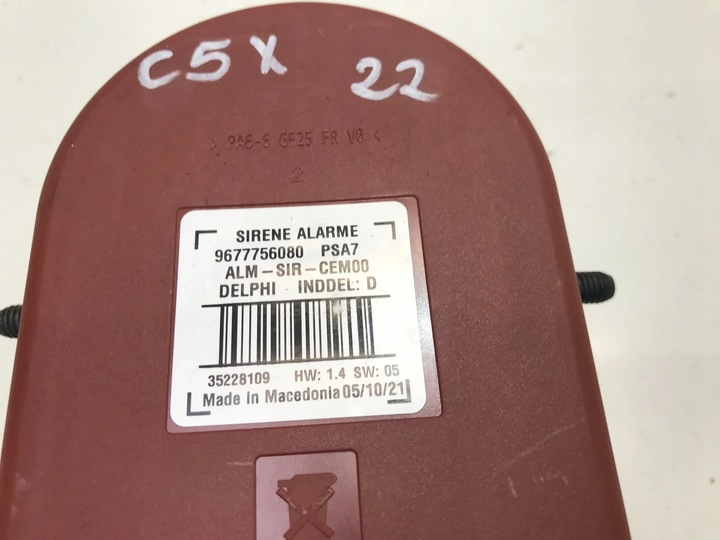 C5X 22
> PA6-6 GF25 FR V0 <
2
SIRENE ALARME
9677756080 PSA7
ALM-SIR-CEM00
DELPHI INDDEL: D
35228109 HW: 1.4 SW: 05
Made in Macedonia 05/10/21